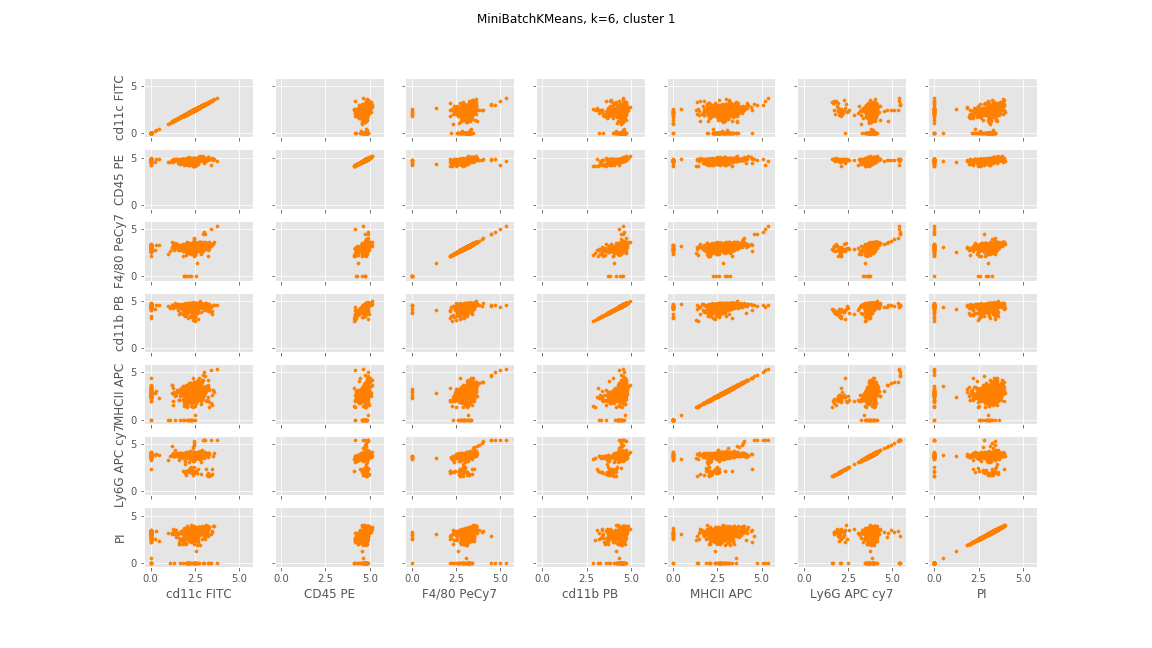 MiniBatchKMeans, k=6, cluster 1
5
0
cd11c FITC
5
0
CD45 PE
5
0
F4/80 PeCy7
5
0
cd11b PB
5
0
MHCII APC
5
0
Ly6G APC cy7
5
0
PI
0.0 2.5 5.0 0.0 2.5 5.0 0.0 2.5 5.0 0.0 2.5 5.0 0.0 2.5 5.0 0.0 2.5 5.0 0.0 2.5 5.0
cd11c FITC CD45 PE F4/80 PeCy7 cd11b PB MHCII APC Ly6G APC cy7 PI